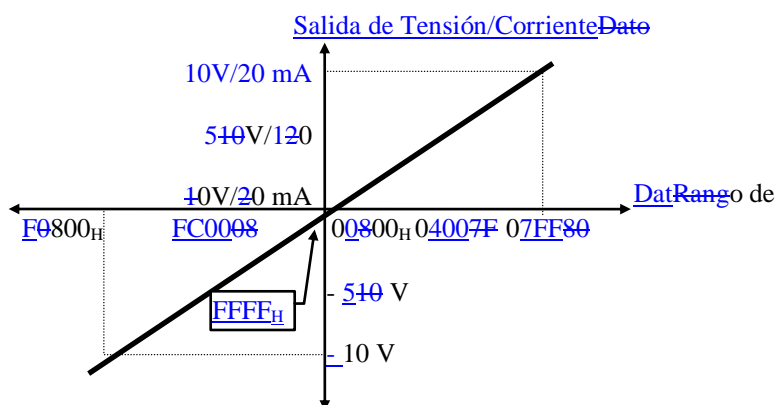 Salida de Tensión/CorrienteDato
10V/20 mA
510V/120
10V/20 mA
DatRango de
F0800H FC0008 00800H 04007F 07FF80
- 510 V
FFFFH
- 10 V